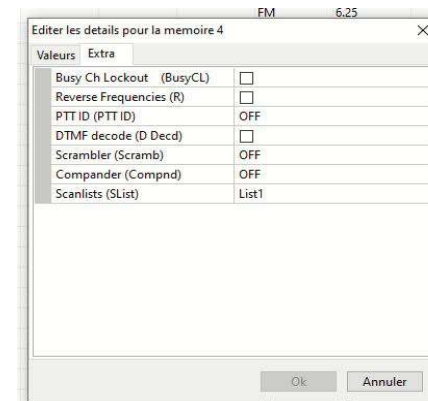 FM 6.25
Editer les details pour la memoire 4
Valeurs Extra
Busy Ch Lockout (BusyCL)
Reverse Frequencies (R)
PTT ID (PTT ID) OFF
DTMF decode (D Decd)
Scrambler (Scramb) OFF
Compander (Compnd) OFF
Scanlists (SList) List1
Ok Annuler